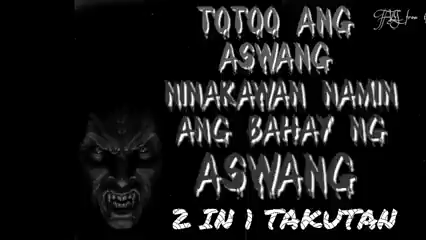 TOTOO ANG
ASWANG
NINAKAWAN NAMIN
ANG BAHAY NG
ASWANG
2 IN 1 TAKUTAN